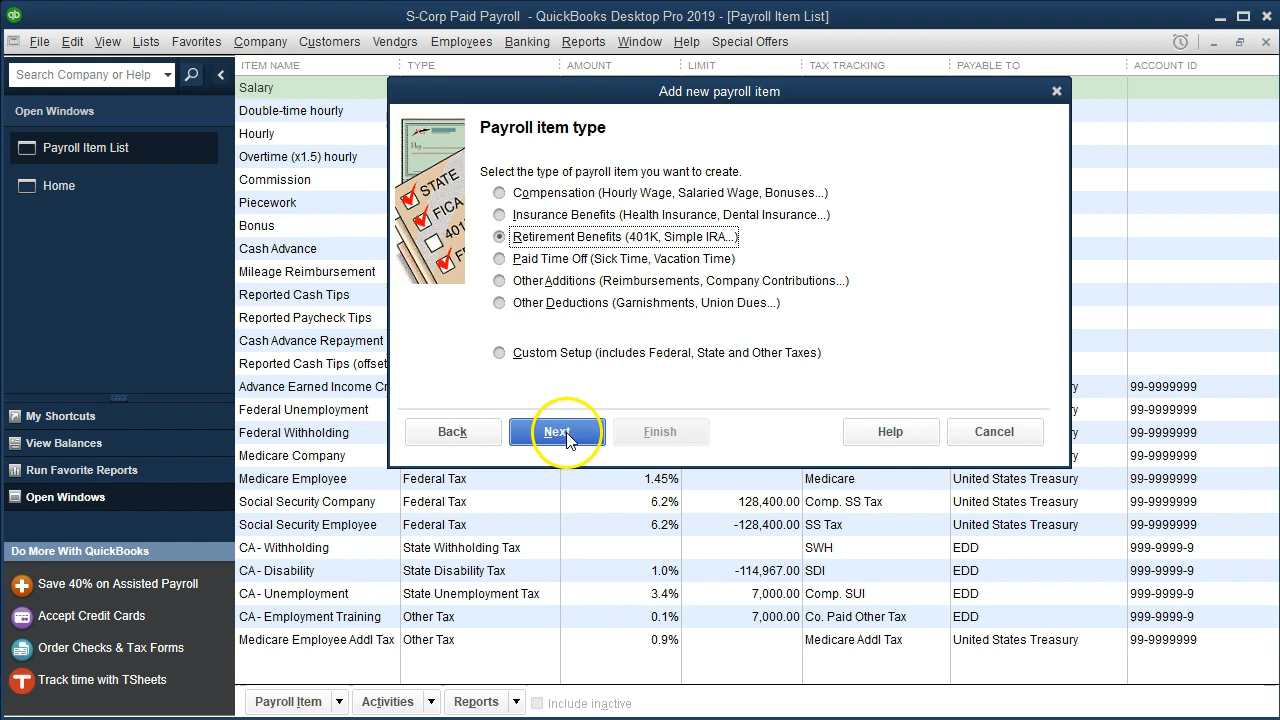 S-Corp Paid Payroll - QuickBooks Desktop Pro 2019 - [Payroll Item List]
File Edit View Lists Favorites Company Customers Vendors Employees Banking Reports Window Help Special Offers
Search Company or Help
Open Windows
Payroll Item List
Home
My Shortcuts
View Balances
Run Favorite Reports
Open Windows
Do More With QuickBooks
Save 40% on Assisted Payroll
Accept Credit Cards
Order Checks & Tax Forms
Track time with TSheets
ITEM NAME TYPE AMOUNT LIMIT TAX TRACKING PAYABLE TO ACCOUNT ID
Salary
Double-time hourly
Hourly
Overtime (x1.5) hourly
Commission
Piecework
Bonus
Cash Advance
Mileage Reimbursement
Reported Cash Tips
Reported Paycheck Tips
Cash Advance Repayment
Reported Cash Tips (offset
Advance Earned Income Cr y 99-9999999
Federal Unemployment y 99-9999999
Federal Withholding y 99-9999999
Medicare Company y 99-9999999
Medicare Employee Federal Tax 1.45% Medicare United States Treasury 99-9999999
Social Security Company Federal Tax 6.2% 128,400.00 Comp. SS Tax United States Treasury 99-9999999
Social Security Employee Federal Tax 6.2% -128,400.00 SS Tax United States Treasury 99-9999999
CA - Withholding State Withholding Tax SWH EDD 999-9999-9
CA - Disability State Disability Tax 1.0% -114,967.00 SDI EDD 999-9999-9
CA - Unemployment State Unemployment Tax 3.4% 7,000.00 Comp. SUI EDD 999-9999-9
CA - Employment Training Other Tax 0.1% 7,000.00 Co. Paid Other Tax EDD 999-9999-9
Medicare Employee Addl Tax Other Tax 0.9% Medicare Addl Tax United States Treasury 99-9999999
Add new payroll item
STATE
FICA
401
Payroll item type
Select the type of payroll item you want to create.
Compensation (Hourly Wage, Salaried Wage, Bonuses...)
Insurance Benefits (Health Insurance, Dental Insurance...)
Retirement Benefits (401K, Simple IRA...)
Paid Time Off (Sick Time, Vacation Time)
Other Additions (Reimbursements, Company Contributions...)
Other Deductions (Garnishments, Union Dues...)
Custom Setup (includes Federal, State and Other Taxes)
Back Next Finish Help Cancel
Payroll Item Activities Reports Include inactive